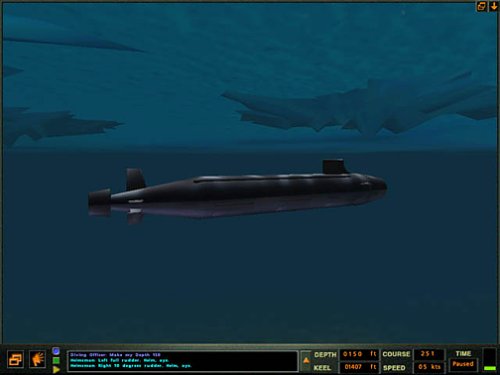 Diving Officer: Make my Depth 150
Helmsman: Left full rudder, Helm, aye.
Helmsman: Right 10 degrees rudder, Helm, aye.
DEPTH 0150 ft COURSE 251 TIME
KEEL 01407 ft SPEED 05 kts Paused